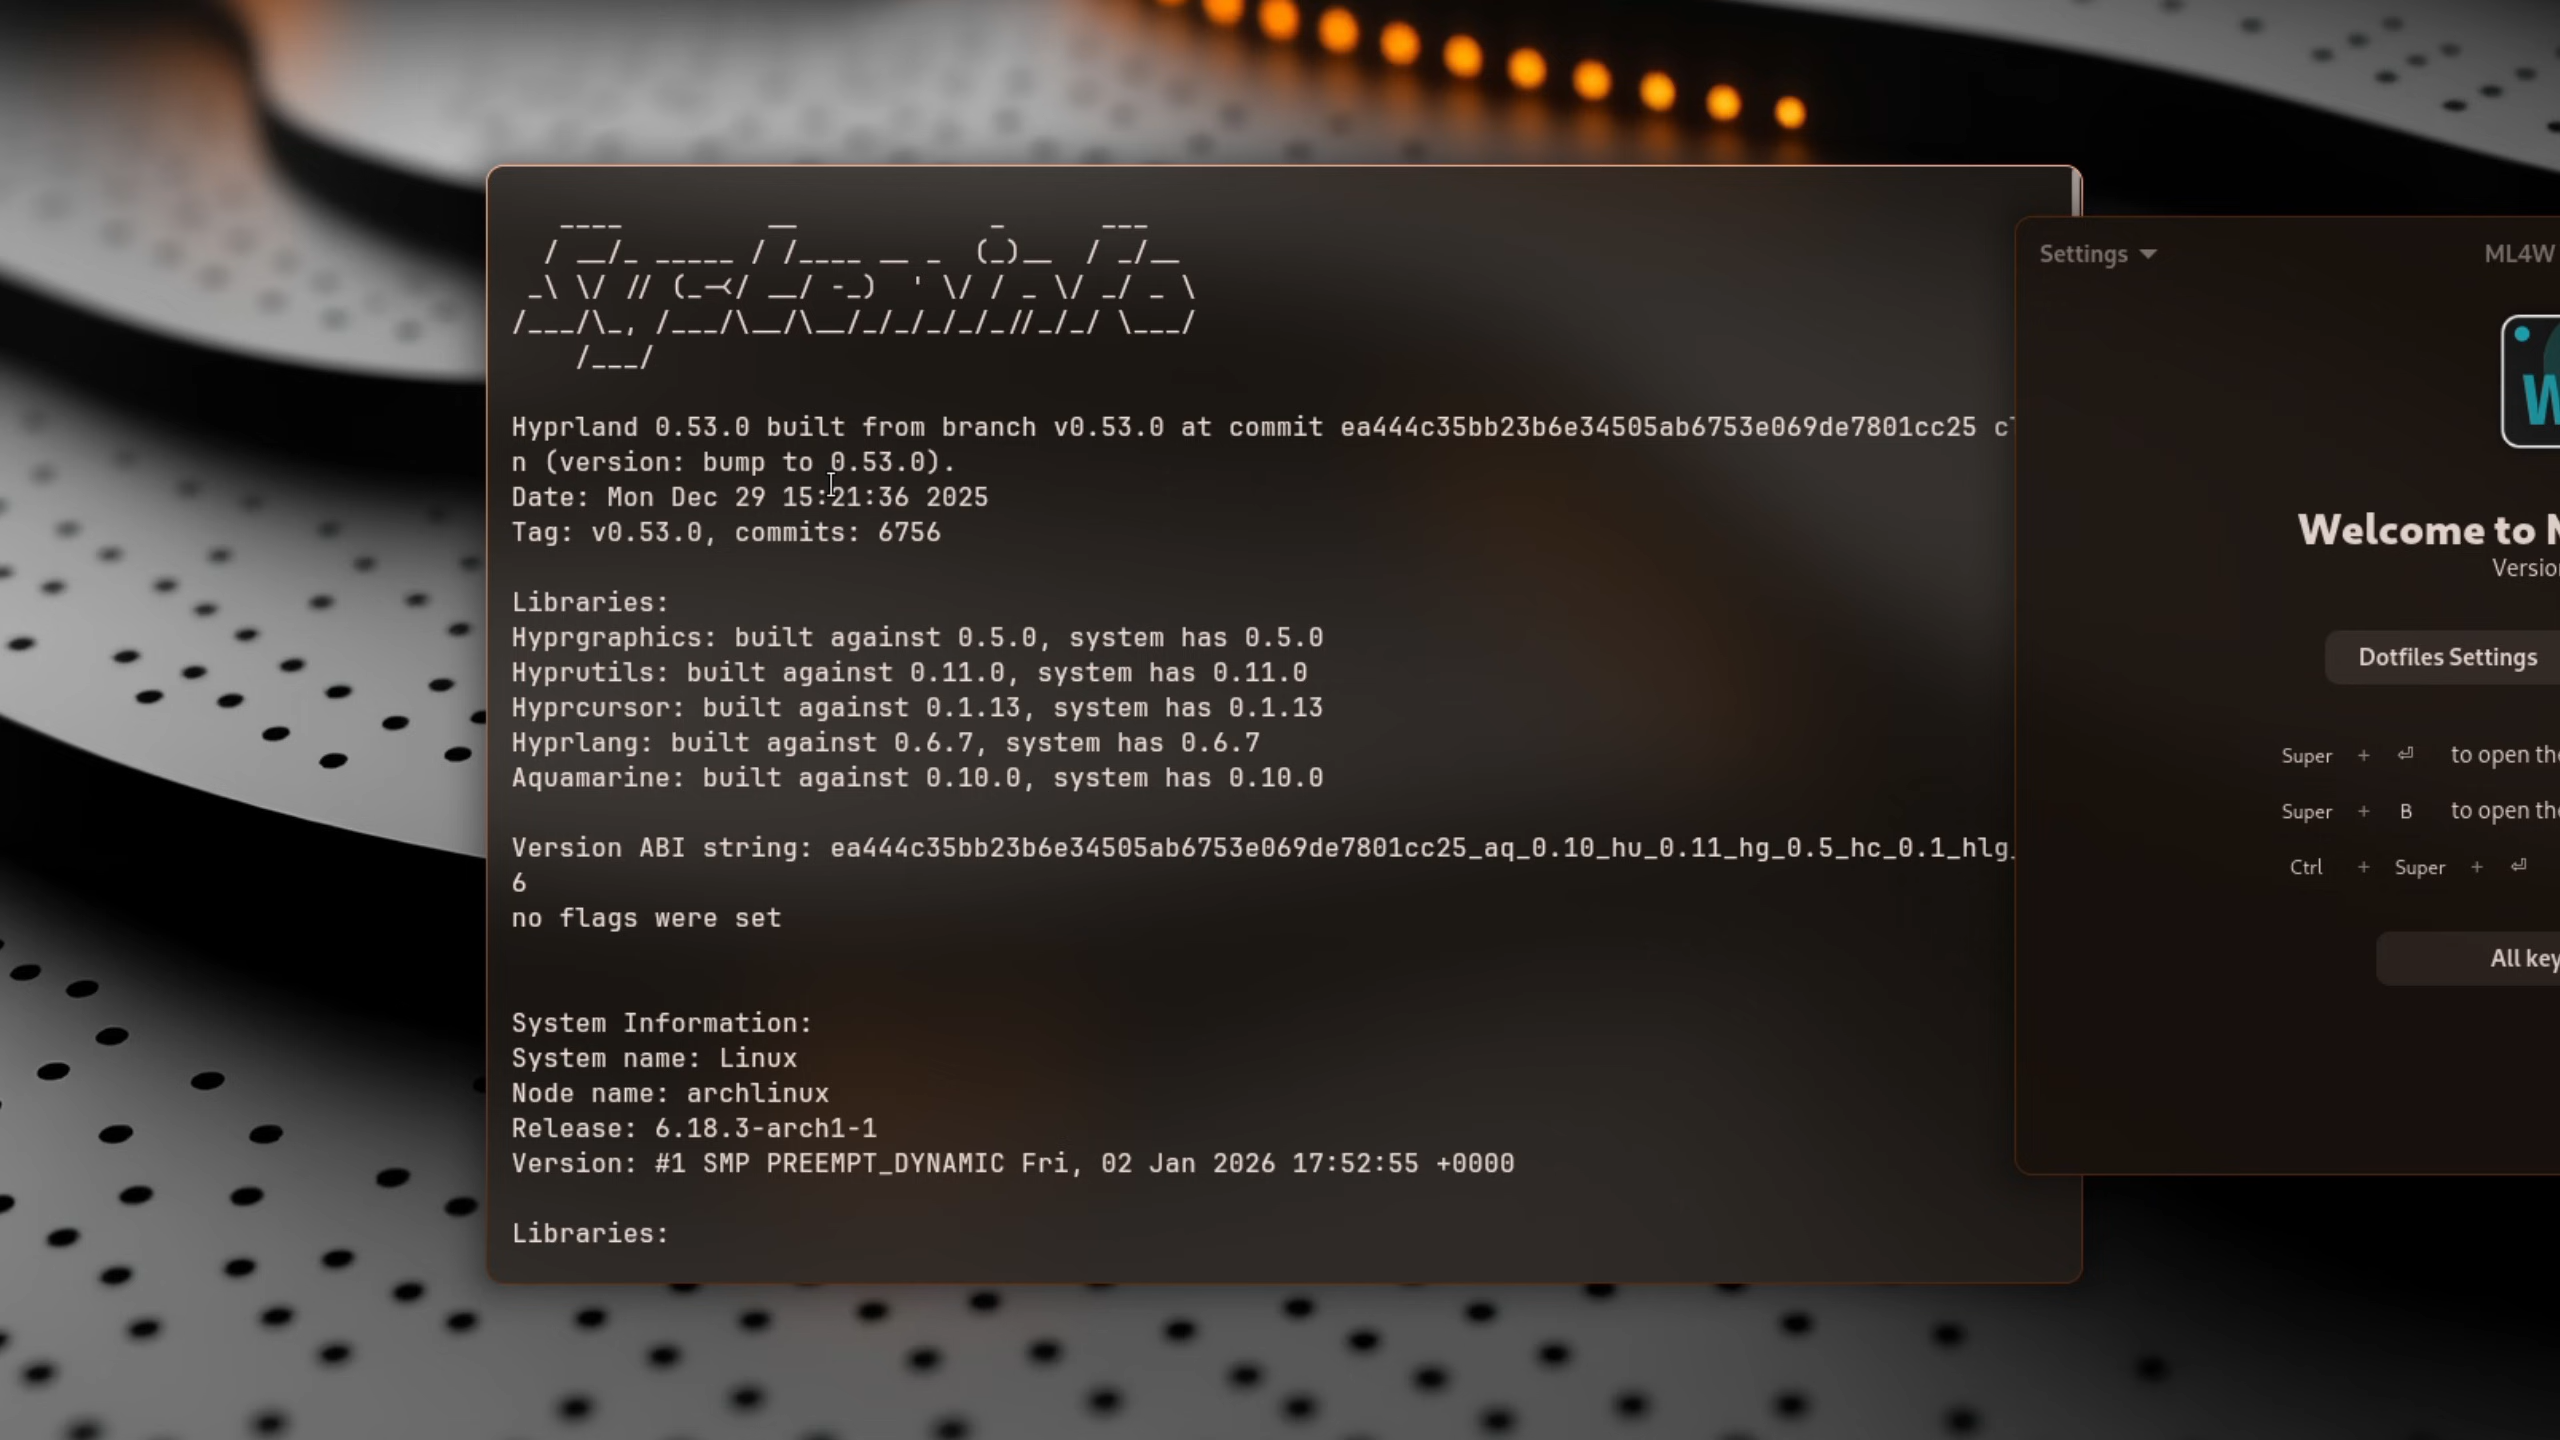 Systeminfo
Hyprland 0.53.0 built from branch v0.53.0 at commit ea444c35bb23b6e34505ab6753e069de7801cc25
n (version: bump to 0.53.0).
Date: Mon Dec 29 15:21:36 2025
Tag: v0.53.0, commits: 6756
Libraries:
Hyprgraphics: built against 0.5.0, system has 0.5.0
Hyprutils: built against 0.11.0, system has 0.11.0
Hyprcursor: built against 0.1.13, system has 0.1.13
Hyprlang: built against 0.6.7, system has 0.6.7
Aquamarine: built against 0.10.0, system has 0.10.0
Version ABI string: ea444c35bb23b6e34505ab6753e069de7801cc25_aq_0.10_hu_0.11_hg_0.5_hc_0.1_hlg_
6
no flags were set
System Information:
System name: Linux
Node name: archlinux
Release: 6.18.3-arch1-1
Version: #1 SMP PREEMPT_DYNAMIC Fri, 02 Jan 2026 17:52:55 +0000
Libraries:
Settings
ML4W
W
Welcome to
Dotfiles Settings
Super + ⏎ to open
Super + B to open
Ctrl + Super + ⏎
All